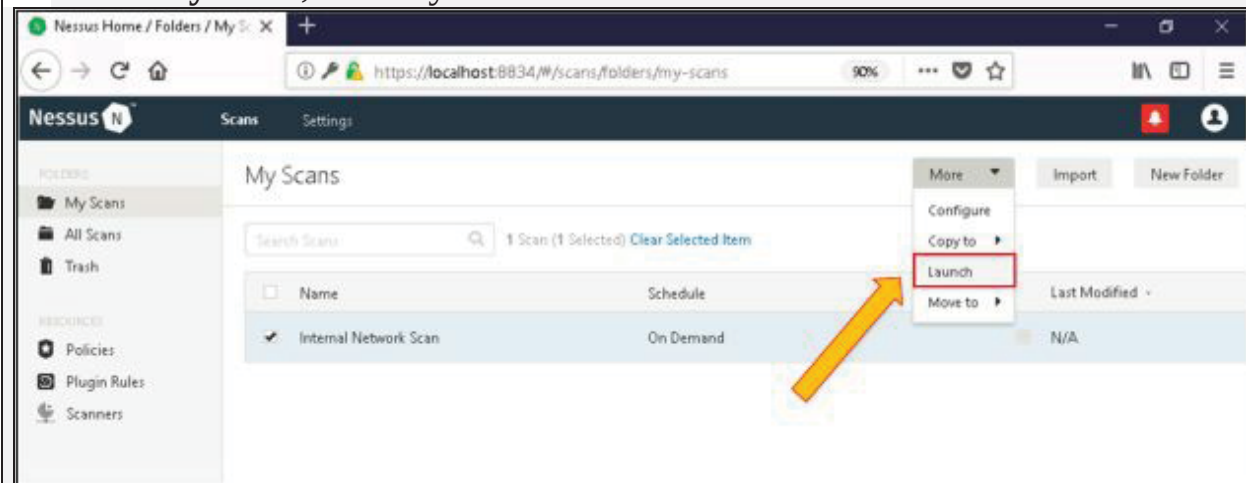 Nessus Home / Folders / My Sc
https://localhost:8834/#/scans/folders/my-scans 90%
Nessus N Scans Settings
FOLDERS
My Scans
All Scans
Trash
RESOURCES
Policies
Plugin Rules
Scanners
My Scans
More Import New Folder
Configure
Copy to
Launch
Move to
Search Scans
1 Scan (1 Selected) Clear Selected Item
Name Schedule Last Modified
Internal Network Scan On Demand N/A